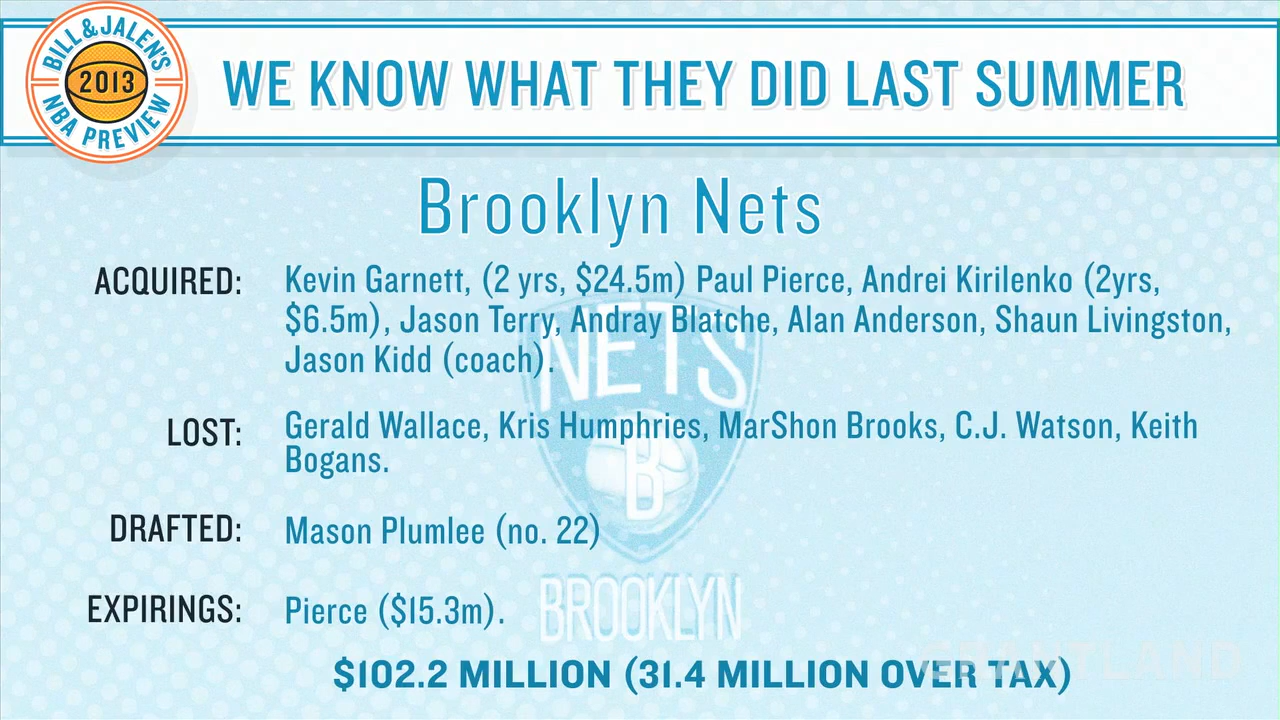 BILL & JALEN'S
2013
NBA PREVIEW
WE KNOW WHAT THEY DID LAST SUMMER
Brooklyn Nets
ACQUIRED: Kevin Garnett, (2 yrs, $24.5m) Paul Pierce, Andrei Kirilenko (2yrs,
$6.5m), Jason Terry, Andray Blatche, Alan Anderson, Shaun Livingston,
Jason Kidd (coach).
NETS
LOST: Gerald Wallace, Kris Humphries, MarShon Brooks, C.J. Watson, Keith
Bogans.
B
DRAFTED: Mason Plumlee (no. 22)
BROOKLYN
EXPIRINGS: Pierce ($15.3m).
GRANTLAND
$102.2 MILLION (31.4 MILLION OVER TAX)